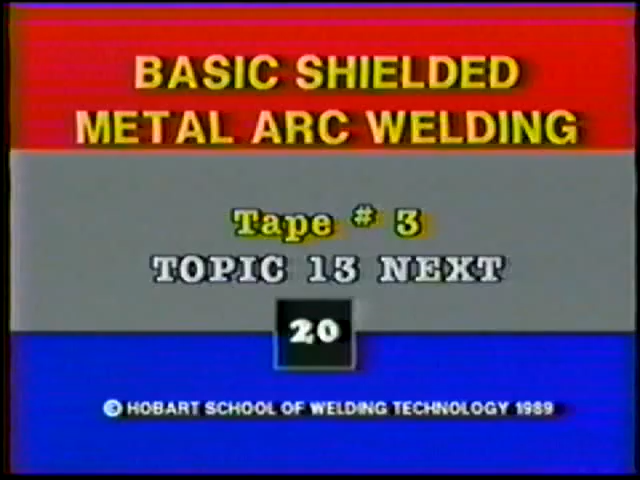 BASIC SHIELDED
METAL ARC WELDING
Tape # 3
TOPIC 13 NEXT
20
© HOBART SCHOOL OF WELDING TECHNOLOGY 1989